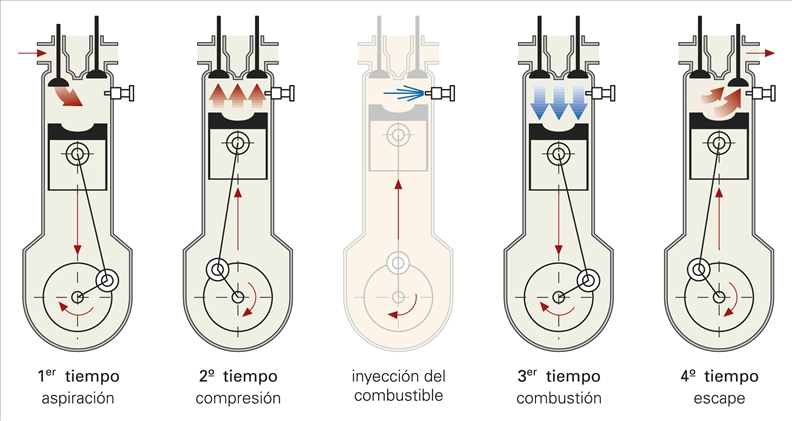 1er tiempo
aspiración
2º tiempo
compresión
inyección del
combustible
3er tiempo
combustión
4º tiempo
escape